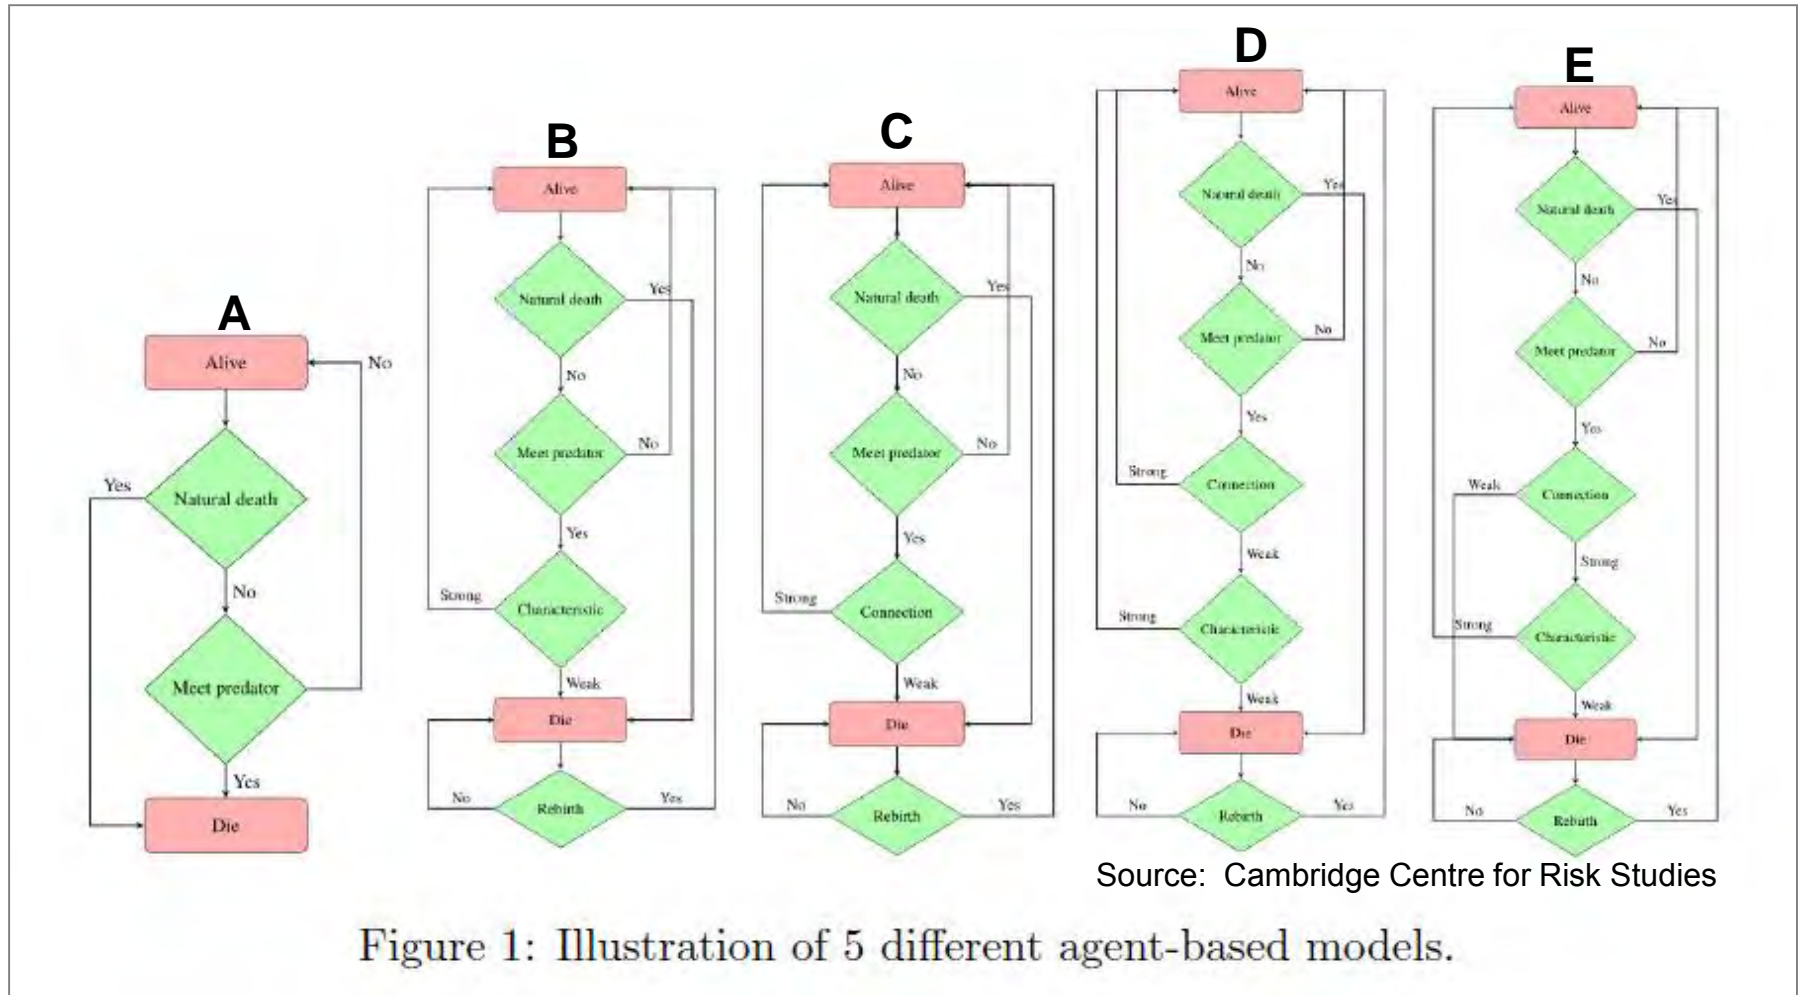 A
Alive
No
Natural death
Yes
No
Meet predator
Yes
Die
B
Alive
Natural death
Yes
No
Meet predator
No
Yes
Characteristic
Strong
Weak
Die
Rebirth
No
Yes
C
Alive
Natural death
Yes
No
Meet predator
No
Yes
Connection
Strong
Weak
Die
Rebirth
No
Yes
D
Alive
Natural death
Yes
No
Meet predator
No
Yes
Connection
Strong
Weak
Characteristic
Strong
Weak
Die
Rebirth
No
Yes
E
Alive
Natural death
Yes
No
Meet predator
No
Yes
Connection
Weak
Strong
Characteristic
Strong
Weak
Die
Rebirth
No
Yes
Source: Cambridge Centre for Risk Studies
Figure 1: Illustration of 5 different agent-based models.